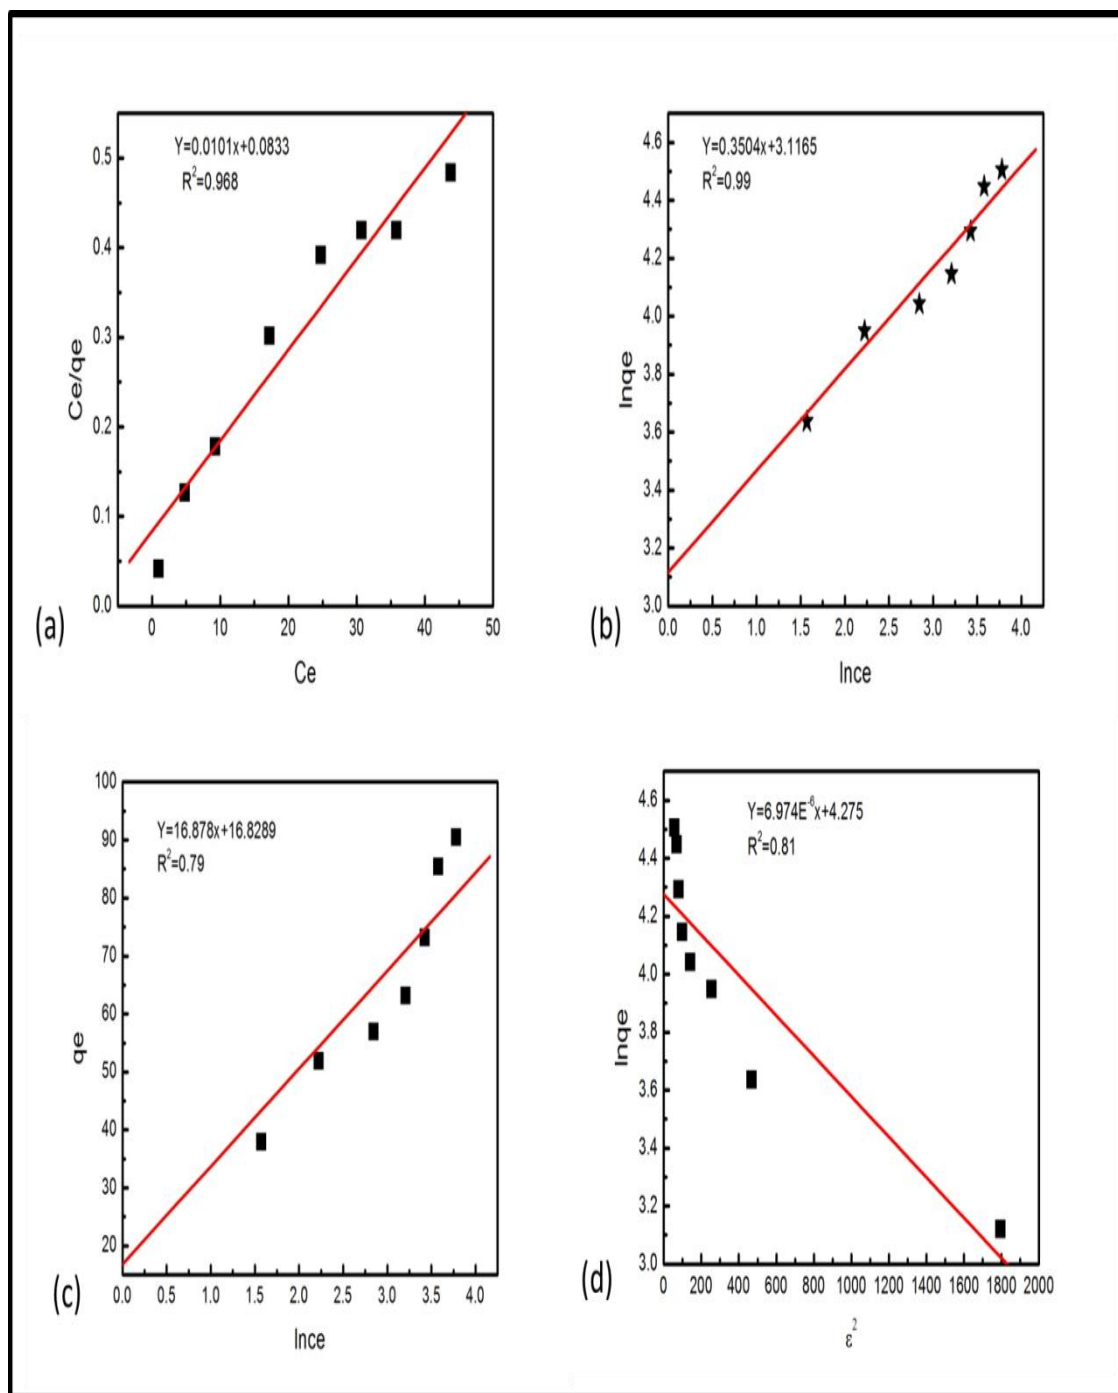 Y=0.0101x+0.0833
R²=0.968
0.5
0.4
0.3
0.2
0.1
0.0
Ce/qe
0 10 20 30 40 50
Ce
(a)
Y=0.3504x+3.1165
R²=0.99
4.6
4.4
4.2
4.0
3.8
3.6
3.4
3.2
3.0
lnqe
0.0 0.5 1.0 1.5 2.0 2.5 3.0 3.5 4.0
lnce
(b)
Y=16.878x+16.8289
R²=0.79
100
90
80
70
60
50
40
30
20
qe
0.0 0.5 1.0 1.5 2.0 2.5 3.0 3.5 4.0
lnce
(c)
Y=6.974E⁻⁶x+4.275
R²=0.81
4.6
4.4
4.2
4.0
3.8
3.6
3.4
3.2
3.0
lnqe
0 200 400 600 800 1000 1200 1400 1600 1800 2000
ε²
(d)